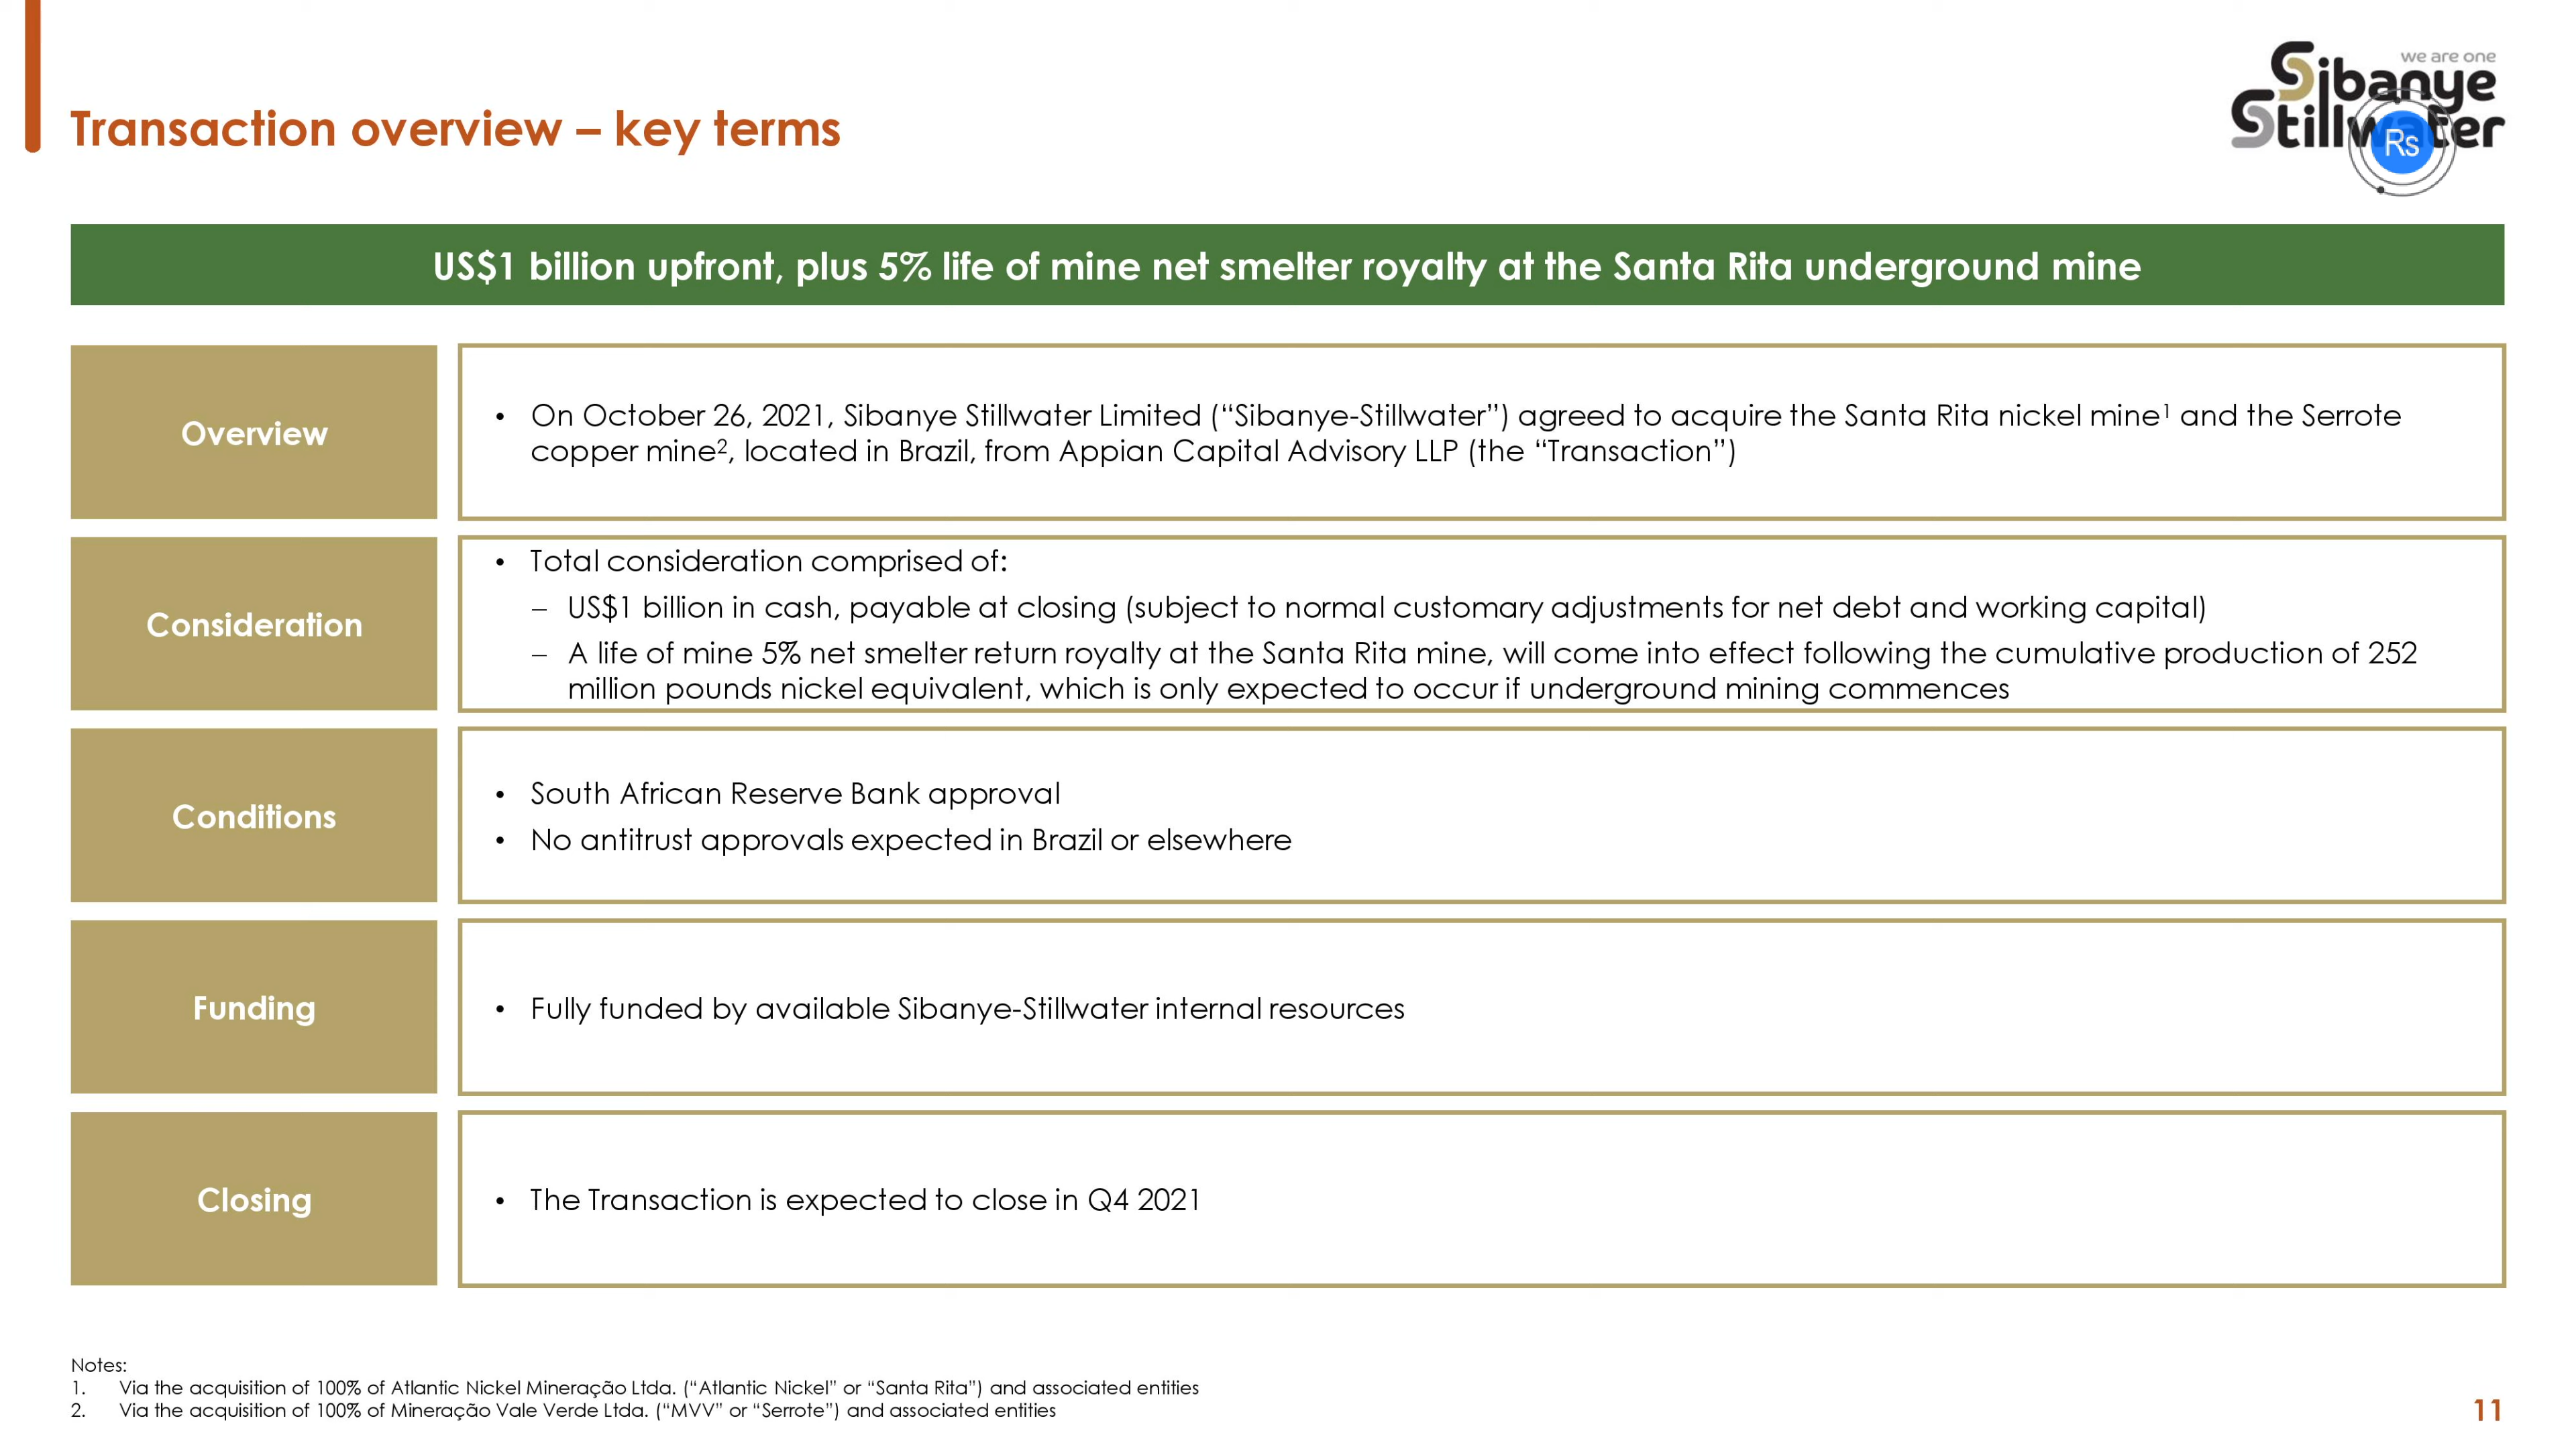 we are one
Sibanye
Stillwater
Rs
Transaction overview – key terms
US$1 billion upfront, plus 5% life of mine net smelter royalty at the Santa Rita underground mine
Overview
• On October 26, 2021, Sibanye Stillwater Limited (“Sibanye-Stillwater”) agreed to acquire the Santa Rita nickel mine¹ and the Serrote
copper mine², located in Brazil, from Appian Capital Advisory LLP (the “Transaction”)
Consideration
• Total consideration comprised of:
– US$1 billion in cash, payable at closing (subject to normal customary adjustments for net debt and working capital)
– A life of mine 5% net smelter return royalty at the Santa Rita mine, will come into effect following the cumulative production of 252
million pounds nickel equivalent, which is only expected to occur if underground mining commences
Conditions
• South African Reserve Bank approval
• No antitrust approvals expected in Brazil or elsewhere
Funding
• Fully funded by available Sibanye-Stillwater internal resources
Closing
• The Transaction is expected to close in Q4 2021
Notes:
1. Via the acquisition of 100% of Atlantic Nickel Mineração Ltda. (“Atlantic Nickel” or “Santa Rita”) and associated entities
2. Via the acquisition of 100% of Mineração Vale Verde Ltda. (“MVV” or “Serrote”) and associated entities
11